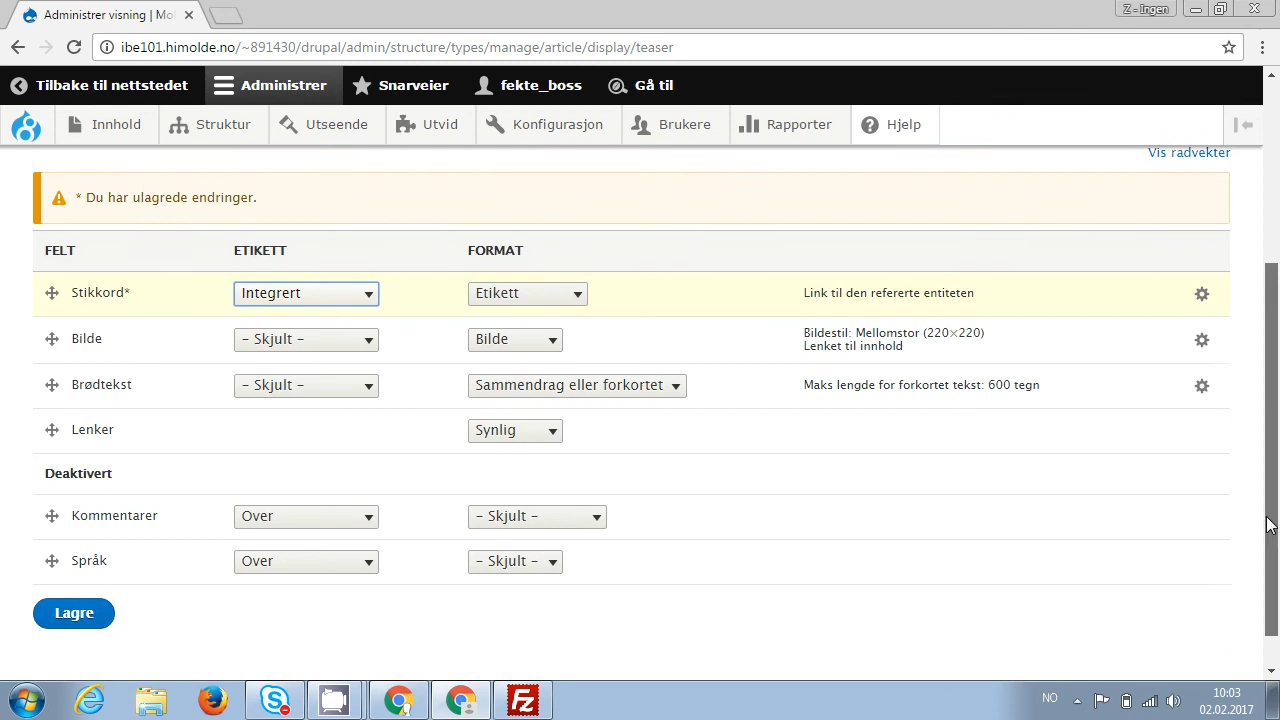 Administrer visning | Mo
Z - Ingen
ibe101.himolde.no/~891430/drupal/admin/structure/types/manage/article/display/teaser
Tilbake til nettstedet Administrer Snarveier fekte_boss Gå til
Innhold Struktur Utseende Utvid Konfigurasjon Brukere Rapporter Hjelp
Vis radvekter
* Du har ulagrede endringer.
FELT ETIKETT FORMAT
Stikkord* Integrert Etikett Link til den refererte entiteten
Bilde - Skjult - Bilde Bildestil: Mellomstor (220×220)
Lenket til innhold
Brødtekst - Skjult - Sammendrag eller forkortet Maks lengde for forkortet tekst: 600 tegn
Lenker Synlig
Deaktivert
Kommentarer Over - Skjult -
Språk Over - Skjult -
Lagre
NO 10:03
02.02.2017